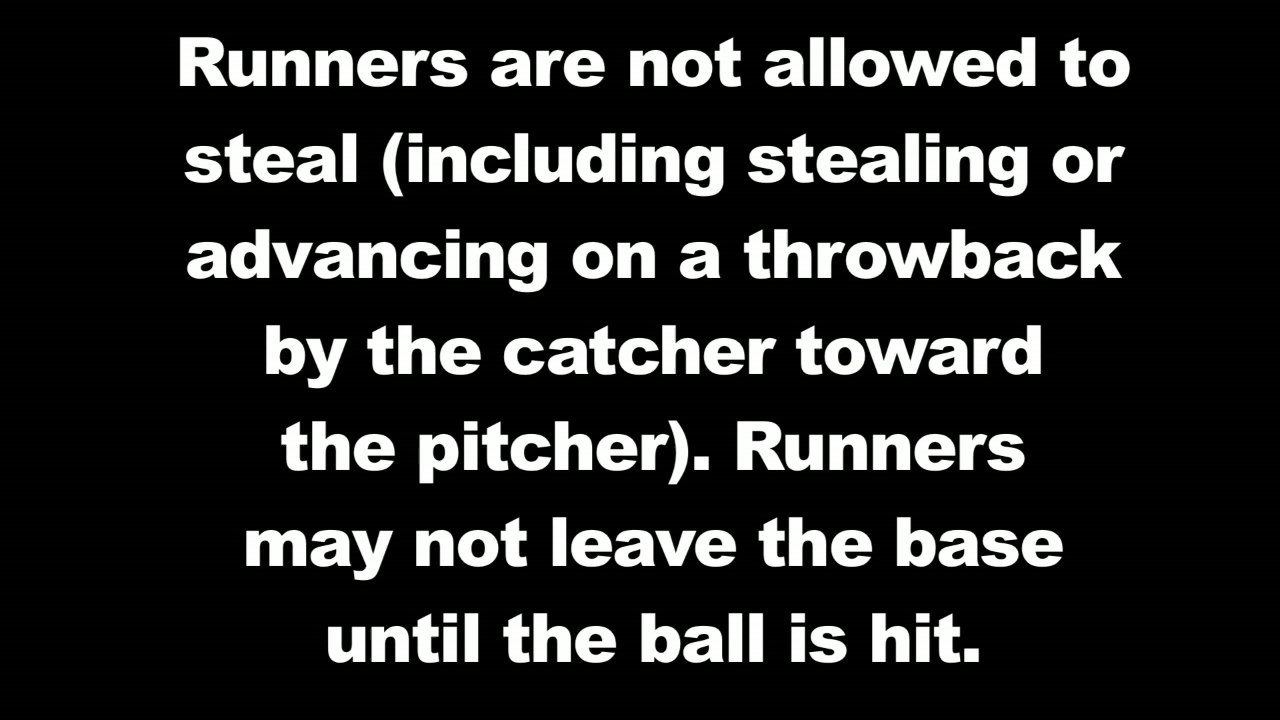 Runners are not allowed to
steal (including stealing or
advancing on a throwback
by the catcher toward
the pitcher). Runners
may not leave the base
until the ball is hit.